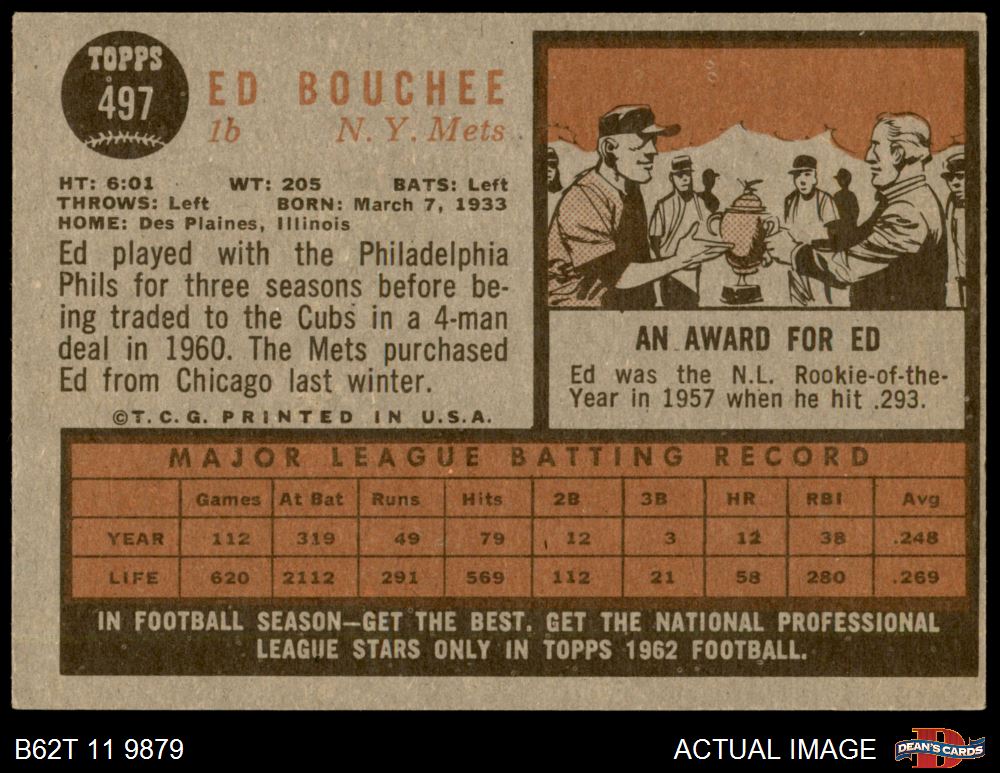 TOPPS
497
ED BOUCHEE
1b N. Y. Mets
HT: 6:01 WT: 205 BATS: Left
THROWS: Left BORN: March 7, 1933
HOME: Des Plaines, Illinois
Ed played with the Philadelphia
Phils for three seasons before be-
ing traded to the Cubs in a 4-man
deal in 1960. The Mets purchased
Ed from Chicago last winter.
©T.C.G. PRINTED IN U.S.A.
AN AWARD FOR ED
Ed was the N.L. Rookie-of-the-
Year in 1957 when he hit .293.
MAJOR LEAGUE BATTING RECORD
Games At Bat Runs Hits 2B 3B HR RBI Avg
YEAR 112 319 49 79 12 3 12 38 .248
LIFE 620 2112 291 569 112 21 58 280 .269
IN FOOTBALL SEASON—GET THE BEST. GET THE NATIONAL PROFESSIONAL
LEAGUE STARS ONLY IN TOPPS 1962 FOOTBALL.
B62T 11 9879
ACTUAL IMAGE
DEAN'S CARDS